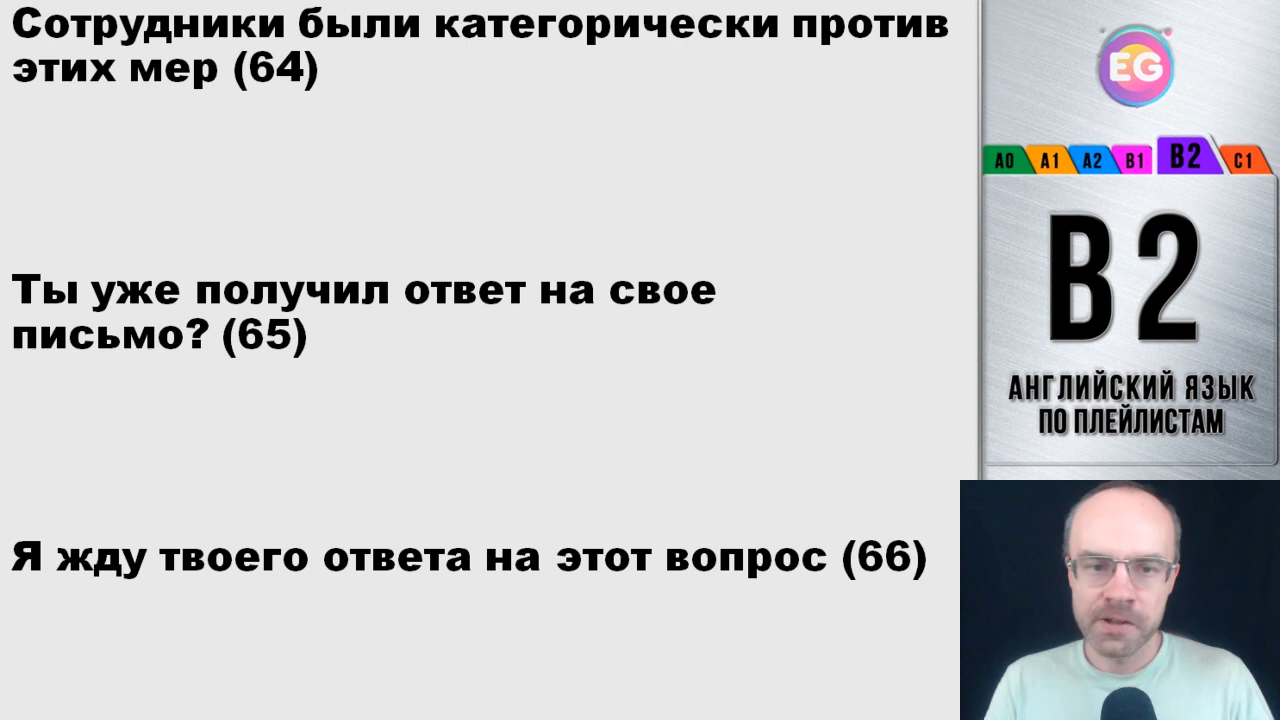 Сотрудники были категорически против
этих мер (64)
Ты уже получил ответ на свое
письмо? (65)
Я жду твоего ответа на этот вопрос (66)
EG
A0 A1 A2 B1 B2 C1
B2
АНГЛИЙСКИЙ ЯЗЫК
ПО ПЛЕЙЛИСТАМ